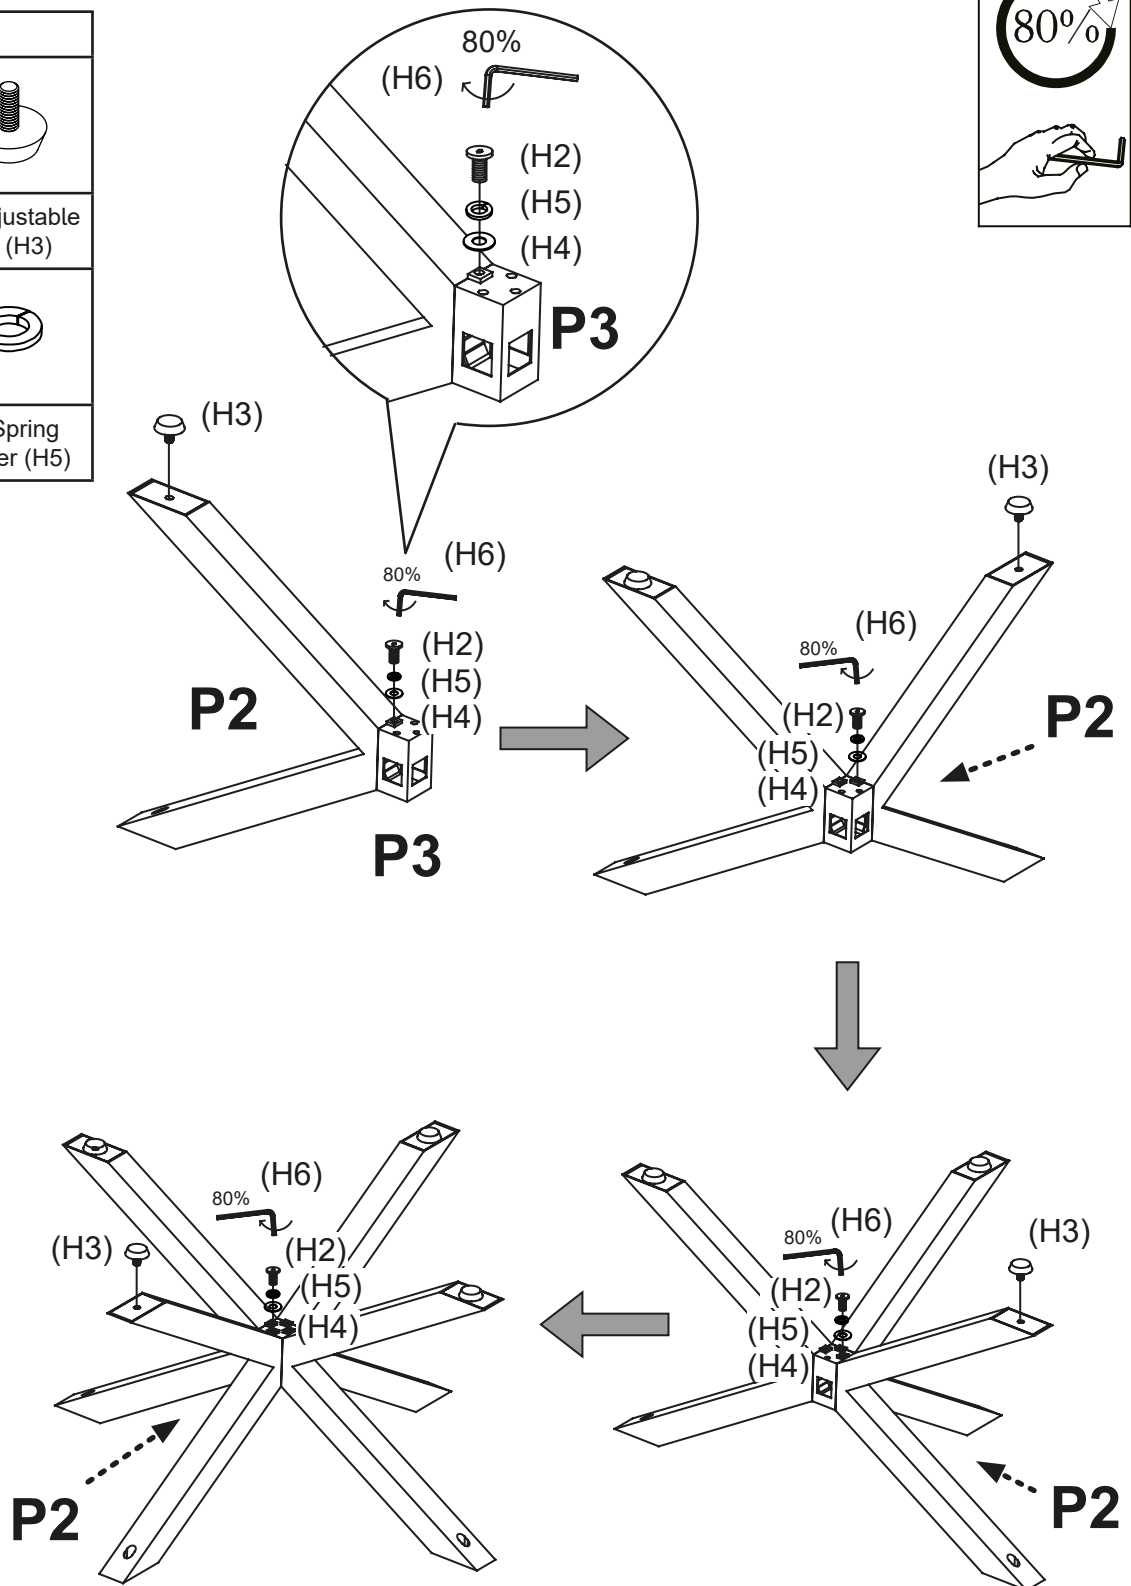 80%
justable
(H3)
Spring
er (H5)
80%
(H6)
(H2)
(H5)
(H4)
P3
(H3)
(H6)
80%
(H2)
(H5)
(H4)
P2
P3
(H3)
(H6)
80%
(H2)
(H5)
(H4)
P2
(H6)
80%
(H3)
(H2)
(H5)
(H4)
P2
(H6)
80%
(H3)
(H2)
(H5)
(H4)
P2